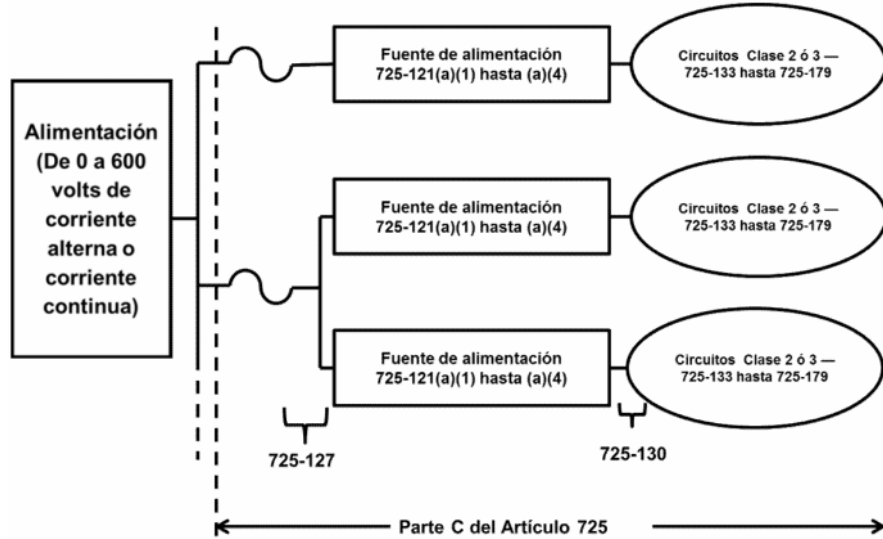 Alimentación
(De 0 a 600
volts de
corriente
alterna o
corriente
continua)
Fuente de alimentación
725-121(a)(1) hasta (a)(4)
Circuitos Clase 2 ó 3 —
725-133 hasta 725-179
Fuente de alimentación
725-121(a)(1) hasta (a)(4)
Circuitos Clase 2 ó 3 —
725-133 hasta 725-179
Fuente de alimentación
725-121(a)(1) hasta (a)(4)
Circuitos Clase 2 ó 3 —
725-133 hasta 725-179
725-127
725-130
Parte C del Artículo 725